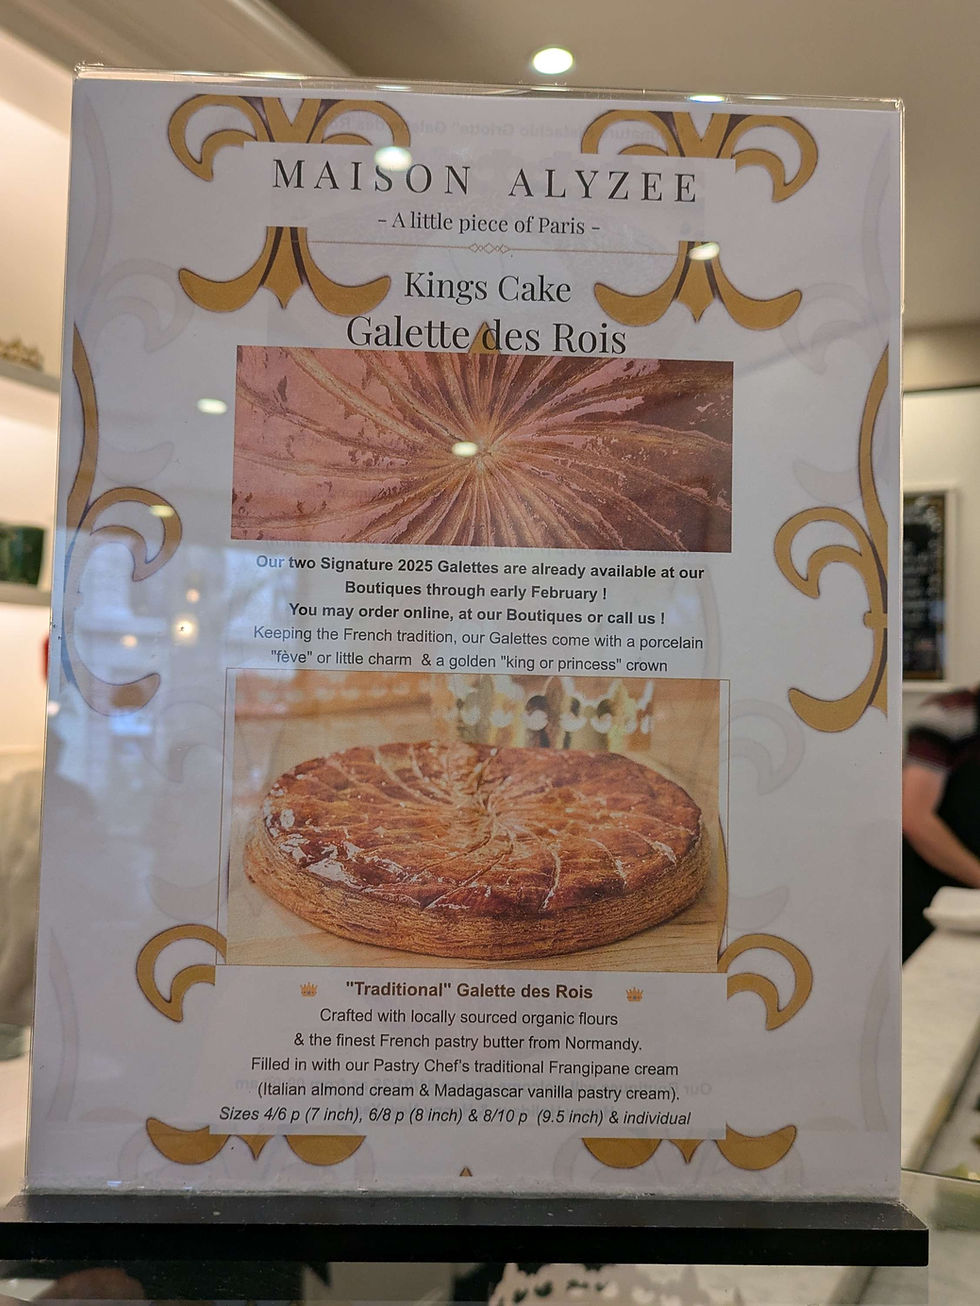 MAISON ALYZEE
- A little piece of Paris -
Kings Cake
Galette des Rois
Our two Signature 2025 Galettes are already available at our
Boutiques through early February !
You may order online, at our Boutiques or call us !
Keeping the French tradition, our Galettes come with a porcelain
"fève" or little charm & a golden "king or princess" crown
"Traditional" Galette des Rois
Crafted with locally sourced organic flours
& the finest French pastry butter from Normandy.
Filled in with our Pastry Chef's traditional Frangipane cream
(Italian almond cream & Madagascar vanilla pastry cream).
Sizes 4/6 p (7 inch), 6/8 p (8 inch) & 8/10 p (9.5 inch) & individual